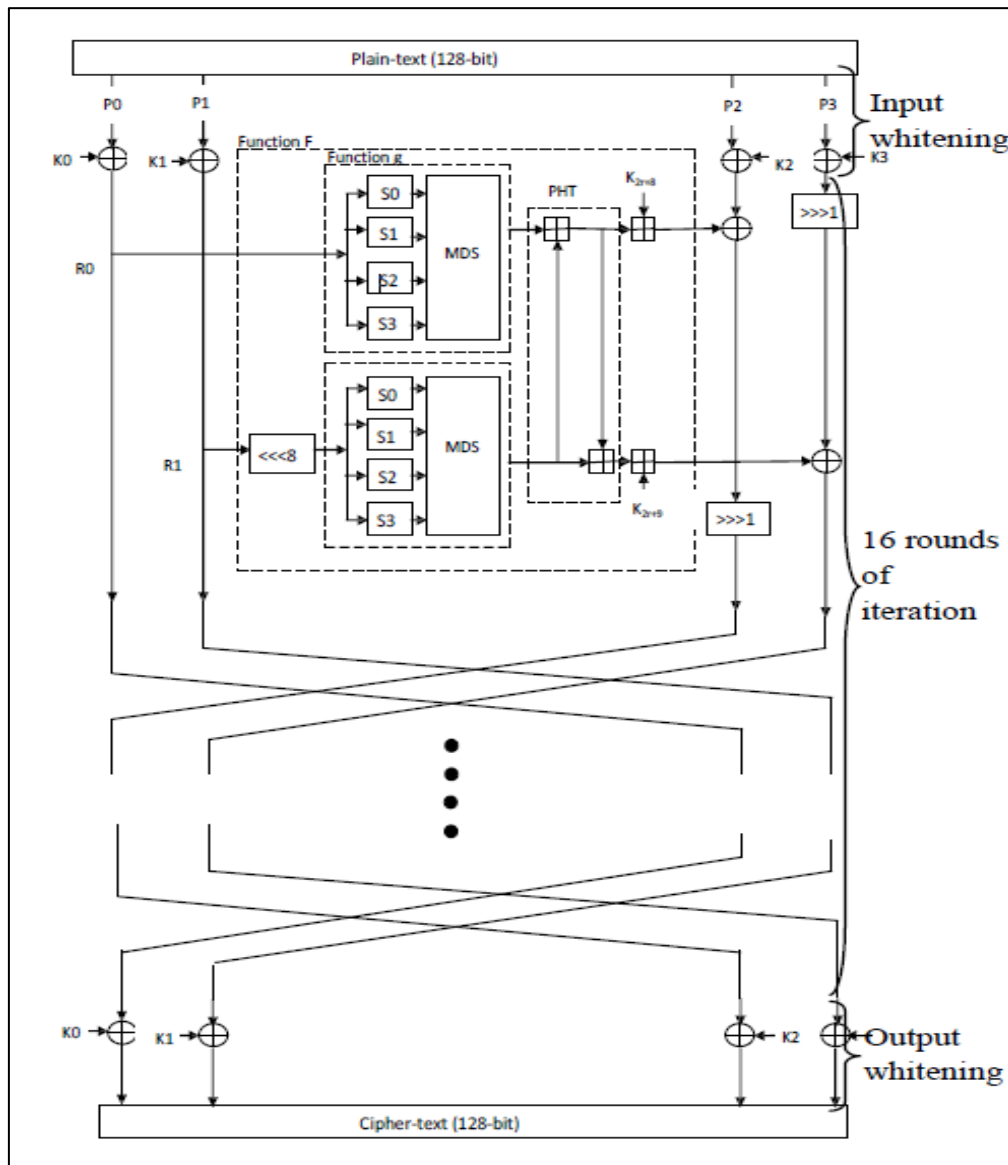 Plain-text (128-bit)
P0 P1 P2 P3
Input
whitening
K0 K1 K2 K3
Function F
Function g
S0
S1
S2
S3
MDS
PHT
K2r+8
>>>1
R0
S0
S1
S2
S3
MDS
R1
<<<8
K2r+9
>>>1
16 rounds
of
iteration
K0 K1 K2
Output
whitening
Cipher-text (128-bit)